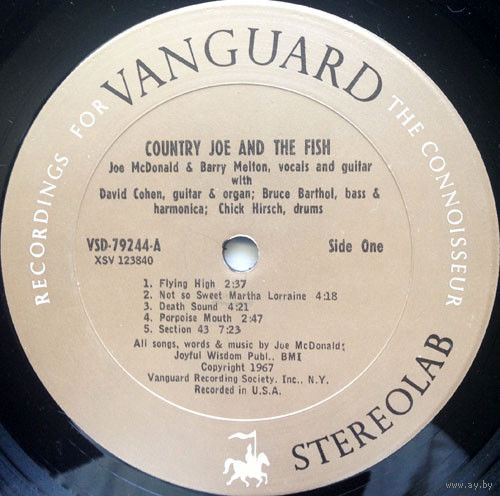 RECORDINGS FOR VANGUARD THE CONNOISSEUR
COUNTRY JOE AND THE FISH
Joe McDonald & Barry Melton, vocals and guitar
with
David Cohen, guitar & organ; Bruce Barthol, bass &
harmonica; Chick Hirsch, drums
VSD-79244-A Side One
XSV 123840
1. Flying High 2:37
2. Not so Sweet Martha Lorraine 4:18
3. Death Sound 4:21
4. Porpoise Mouth 2:47
5. Section 43 7:23
All songs, words & music by Joe McDonald;
Joyful Wisdom Publ., BMI
Copyright 1967
Vanguard Recording Society, Inc., N.Y.
Recorded in U.S.A.
STEREOLAB
www.ay.by